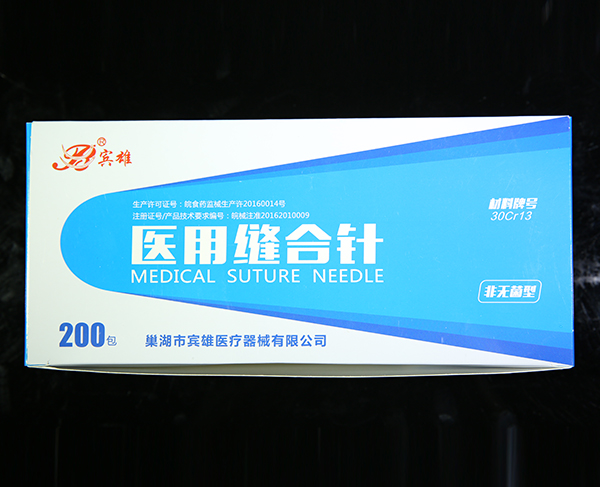 宾雄
生产许可证号：皖食药监械生产许20160014号
注册证号/产品技术要求编号：皖械注准20162010009
医用缝合针
MEDICAL SUTURE NEEDLE
材料牌号
30Cr13
非无菌型
200包
巢湖市宾雄医疗器械有限公司